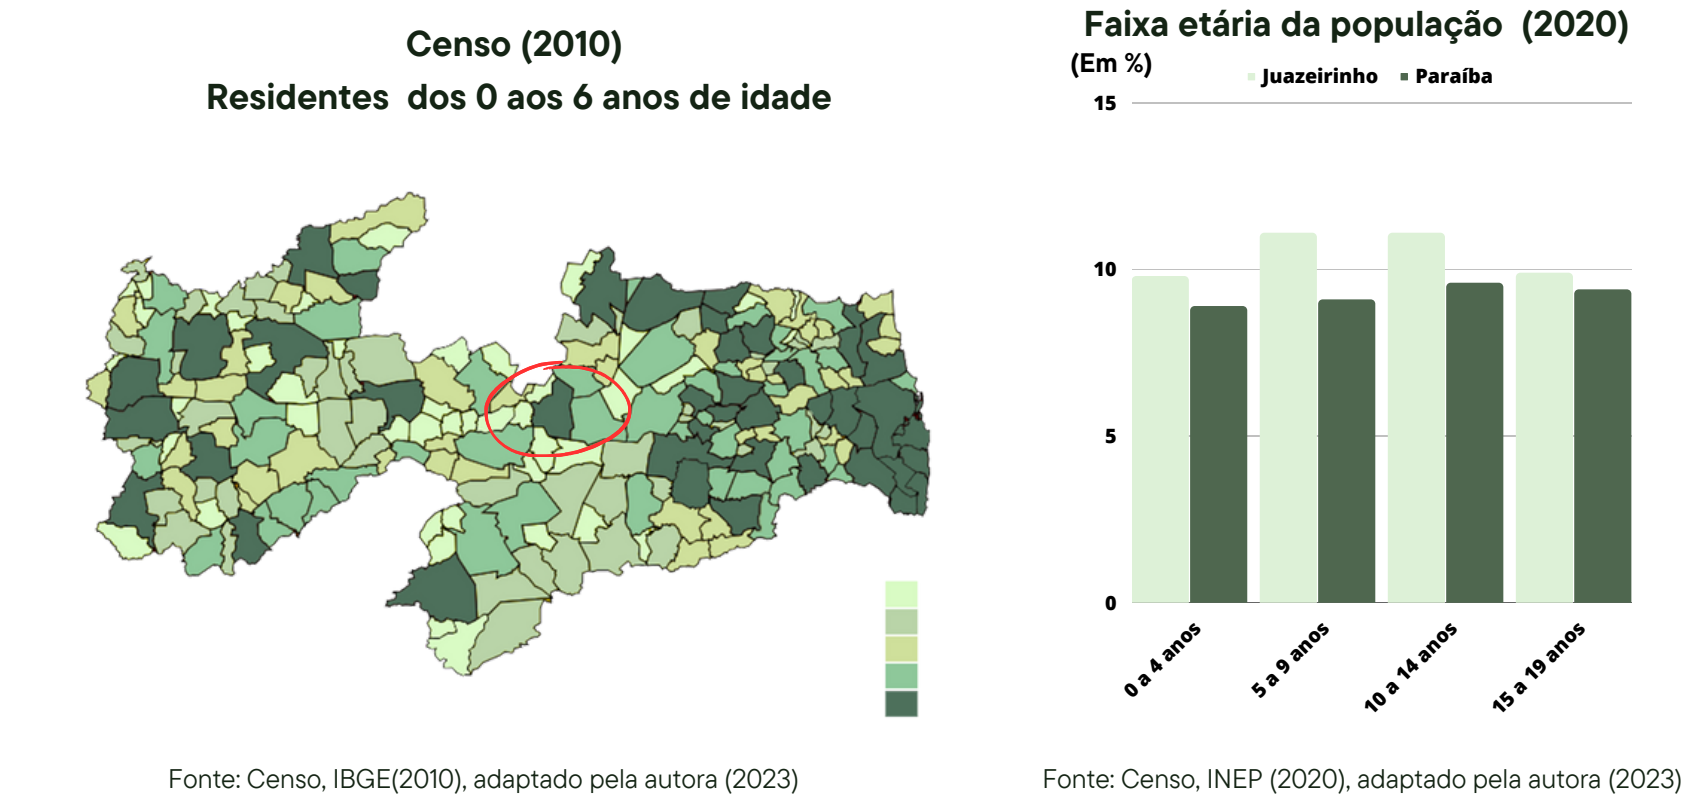 Censo (2010)
Residentes dos 0 aos 6 anos de idade
Fonte: Censo, IBGE(2010), adaptado pela autora (2023)
Faixa etária da população (2020)
(Em %)
Juazeirinho
Paraíba
15
10
5
0
0 a 4 anos
5 a 9 anos
10 a 14 anos
15 a 19 anos
Fonte: Censo, INEP (2020), adaptado pela autora (2023)